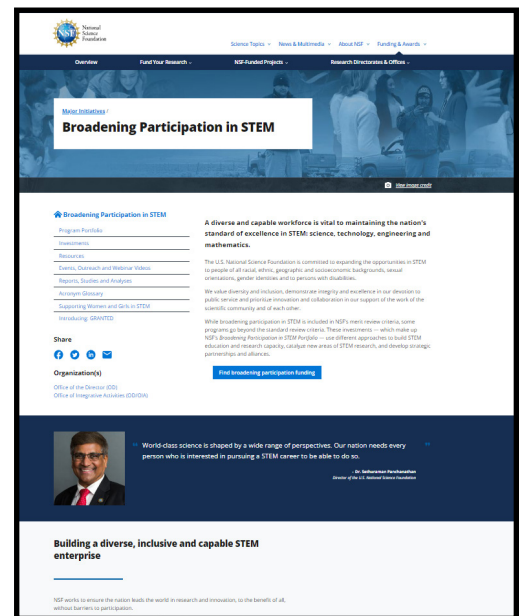 National
Science
Foundation
NSF
Science Topics News & Multimedia About NSF Funding & Awards
Overview Fund Your Research NSF-Funded Projects Research Directorates & Offices
Major Initiatives /
Broadening Participation in STEM
View image credit
Broadening Participation in STEM
Program Portfolio
Investments
Resources
Events, Outreach and Webinar Videos
Reports, Studies and Analyses
Acronym Glossary
Supporting Women and Girls in STEM
Introducing: GRANTED
Share
Organization(s)
Office of the Director (OD)
Office of Integrative Activities (OD/OIA)
A diverse and capable workforce is vital to maintaining the nation's
standard of excellence in STEM: science, technology, engineering and
mathematics.
The U.S. National Science Foundation is committed to expanding the opportunities in STEM
to people of all racial, ethnic, geographic and socioeconomic backgrounds, sexual
orientations, gender identities and to persons with disabilities.
We value diversity and inclusion, demonstrate integrity and excellence in our devotion to
public service and prioritize innovation and collaboration in our support of the work of the
scientific community and of each other.
While broadening participation in STEM is included in NSF's merit review criteria, some
programs go beyond the standard review criteria. These investments — which make up
NSF's Broadening Participation in STEM Portfolio — use different approaches to build STEM
education and research capacity, catalyze new areas of STEM research, and develop strategic
partnerships and alliances.
Find broadening participation funding
“ World-class science is shaped by a wide range of perspectives. Our nation needs every ”
person who is interested in pursuing a STEM career to be able to do so.
- Dr. Sethuraman Panchanathan
Director of the U.S. National Science Foundation
Building a diverse, inclusive and capable STEM
enterprise
NSF works to ensure the nation leads the world in research and innovation, to the benefit of all,
without barriers to participation.